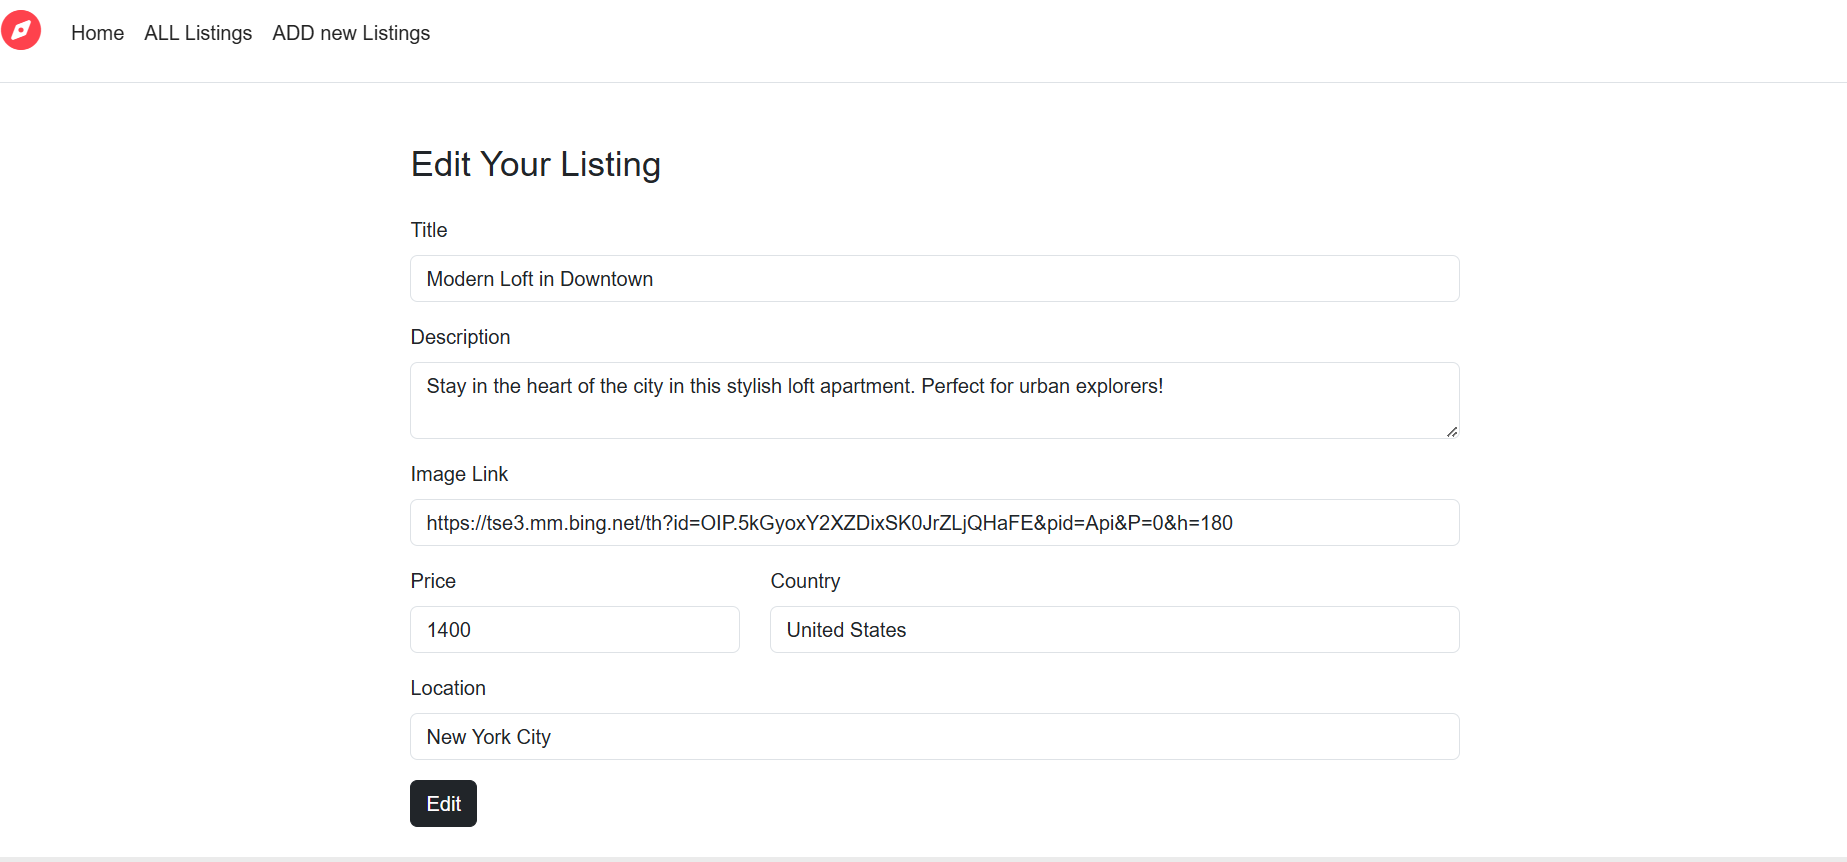 Home ALL Listings ADD new Listings
Edit Your Listing
Title
Modern Loft in Downtown
Description
Stay in the heart of the city in this stylish loft apartment. Perfect for urban explorers!
Image Link
https://tse3.mm.bing.net/th?id=OIP.5kGyoxY2XZDixSK0JrZLjQHaFE&pid=Api&P=0&h=180
Price Country
1400 United States
Location
New York City
Edit